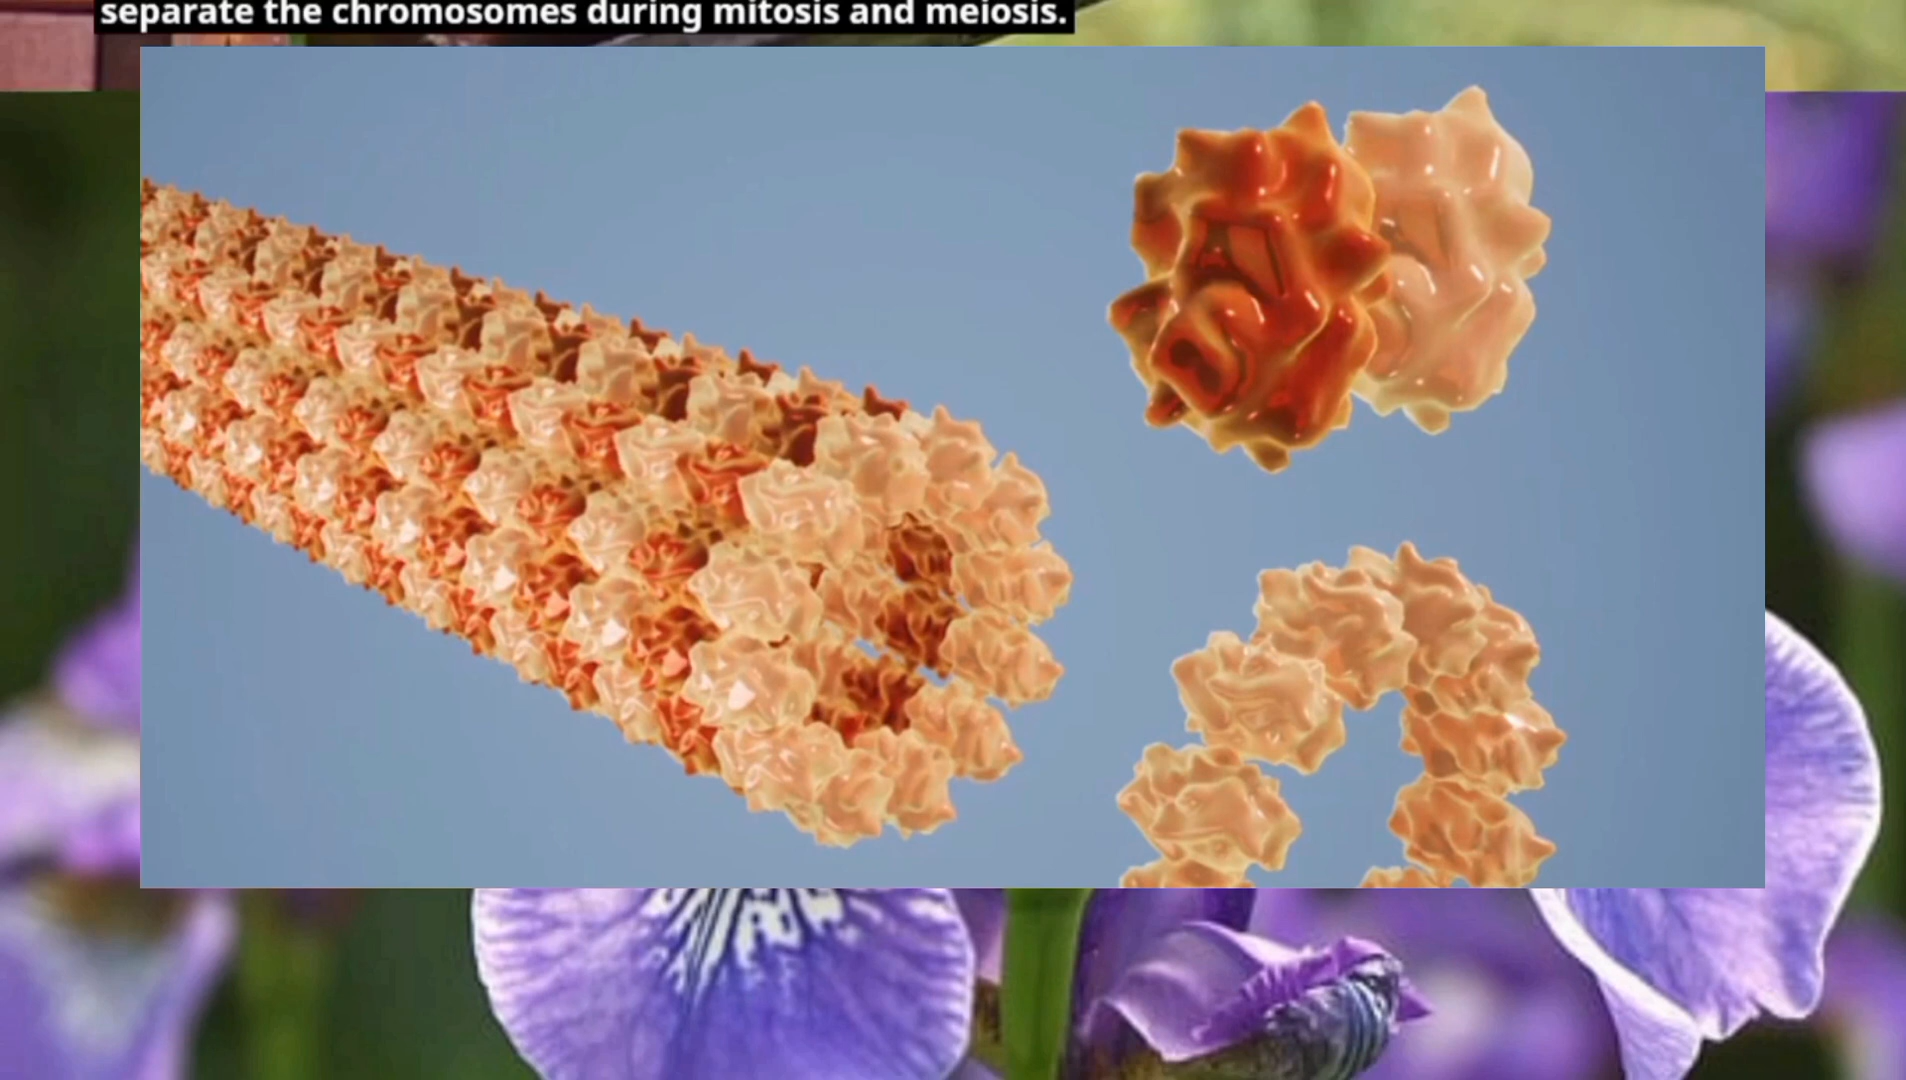 separate the chromosomes during mitosis and meiosis.